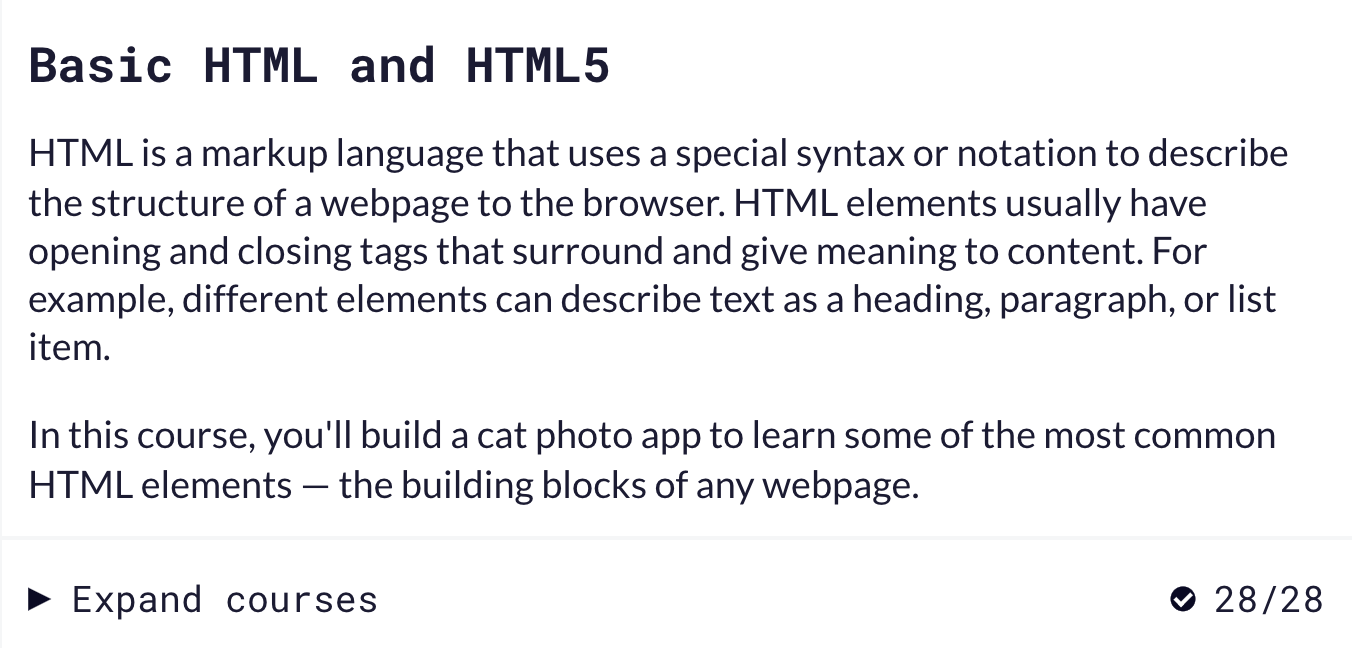 Basic HTML and HTML5
HTML is a markup language that uses a special syntax or notation to describe
the structure of a webpage to the browser. HTML elements usually have
opening and closing tags that surround and give meaning to content. For
example, different elements can describe text as a heading, paragraph, or list
item.
In this course, you'll build a cat photo app to learn some of the most common
HTML elements — the building blocks of any webpage.
Expand courses 28/28